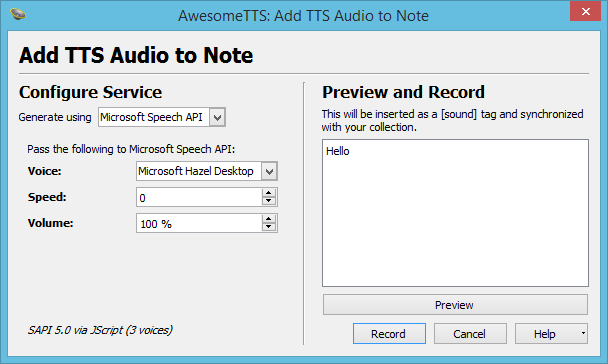 AwesomeTTS: Add TTS Audio to Note
Add TTS Audio to Note
Configure Service
Generate using Microsoft Speech API
Pass the following to Microsoft Speech API:
Voice: Microsoft Hazel Desktop
Speed: 0
Volume: 100 %
SAPI 5.0 via JScript (3 voices)
Preview and Record
This will be inserted as a [sound] tag and synchronized
with your collection.
Hello
Preview
Record Cancel Help